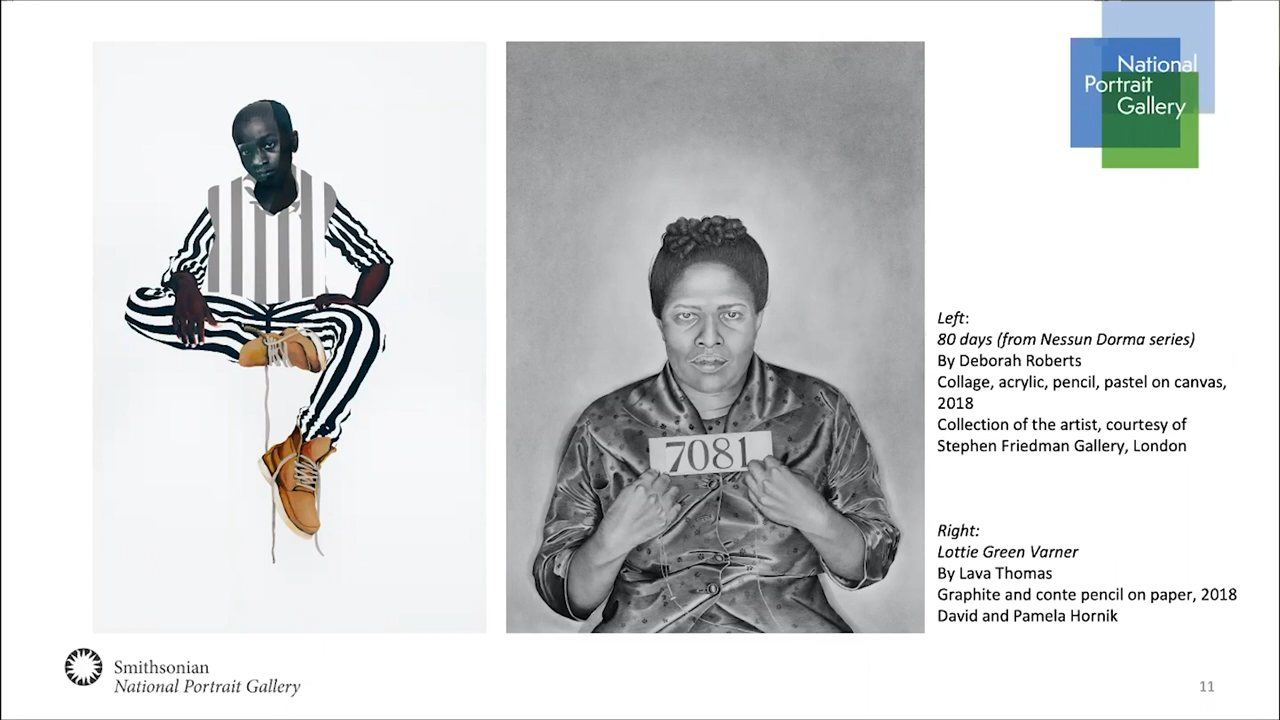 National
Portrait
Gallery
7081
Left:
80 days (from Nessun Dorma series)
By Deborah Roberts
Collage, acrylic, pencil, pastel on canvas,
2018
Collection of the artist, courtesy of
Stephen Friedman Gallery, London
Right:
Lottie Green Varner
By Lava Thomas
Graphite and conte pencil on paper, 2018
David and Pamela Hornik
Smithsonian
National Portrait Gallery
11